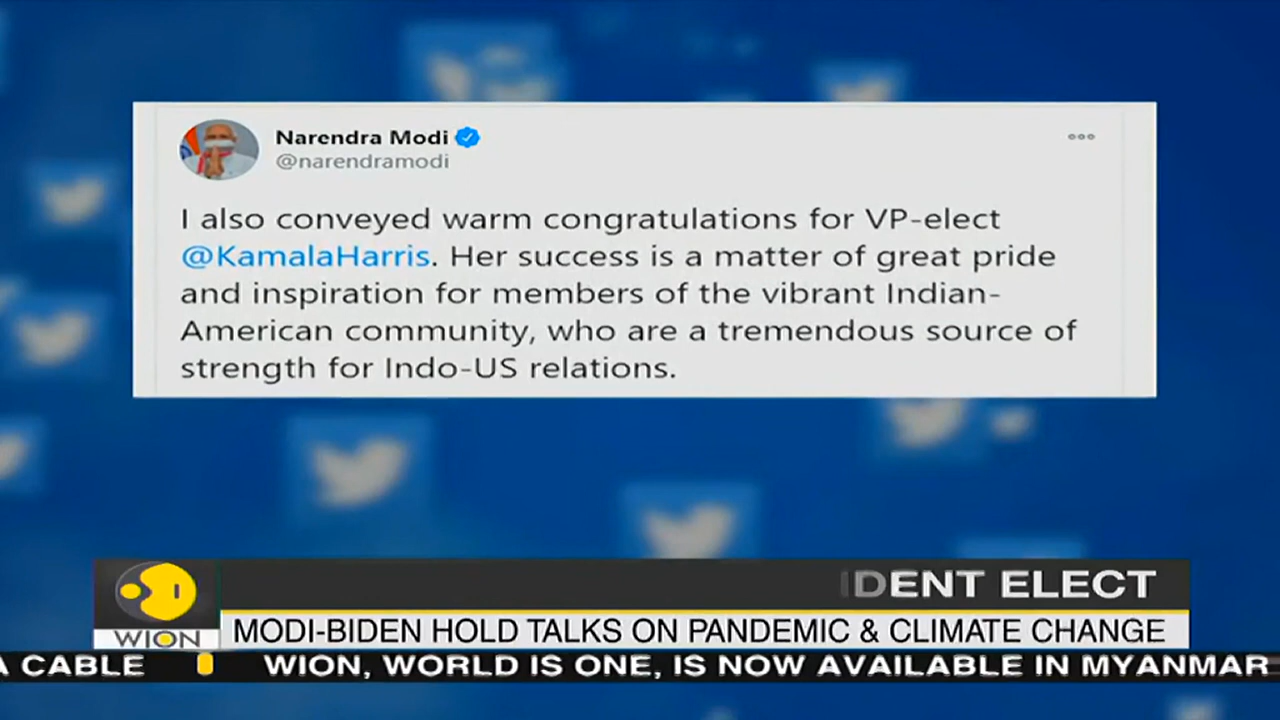 Narendra Modi
@narendramodi
I also conveyed warm congratulations for VP-elect
@KamalaHarris. Her success is a matter of great pride
and inspiration for members of the vibrant Indian-
American community, who are a tremendous source of
strength for Indo-US relations.
DENT ELECT
WION
MODI-BIDEN HOLD TALKS ON PANDEMIC & CLIMATE CHANGE
A CABLE WION, WORLD IS ONE, IS NOW AVAILABLE IN MYANMAR